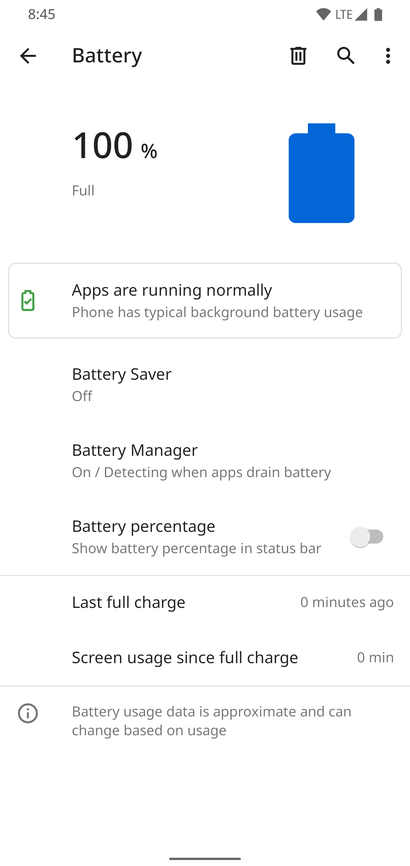 8:45
LTE
Battery
100 %
Full
Apps are running normally
Phone has typical background battery usage
Battery Saver
Off
Battery Manager
On / Detecting when apps drain battery
Battery percentage
Show battery percentage in status bar
Last full charge
0 minutes ago
Screen usage since full charge
0 min
Battery usage data is approximate and can
change based on usage